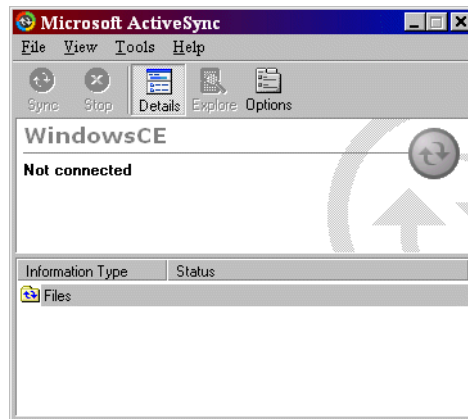 Microsoft ActiveSync
File View Tools Help
Sync Stop Details Explore Options
WindowsCE
Not connected
Information Type Status
Files